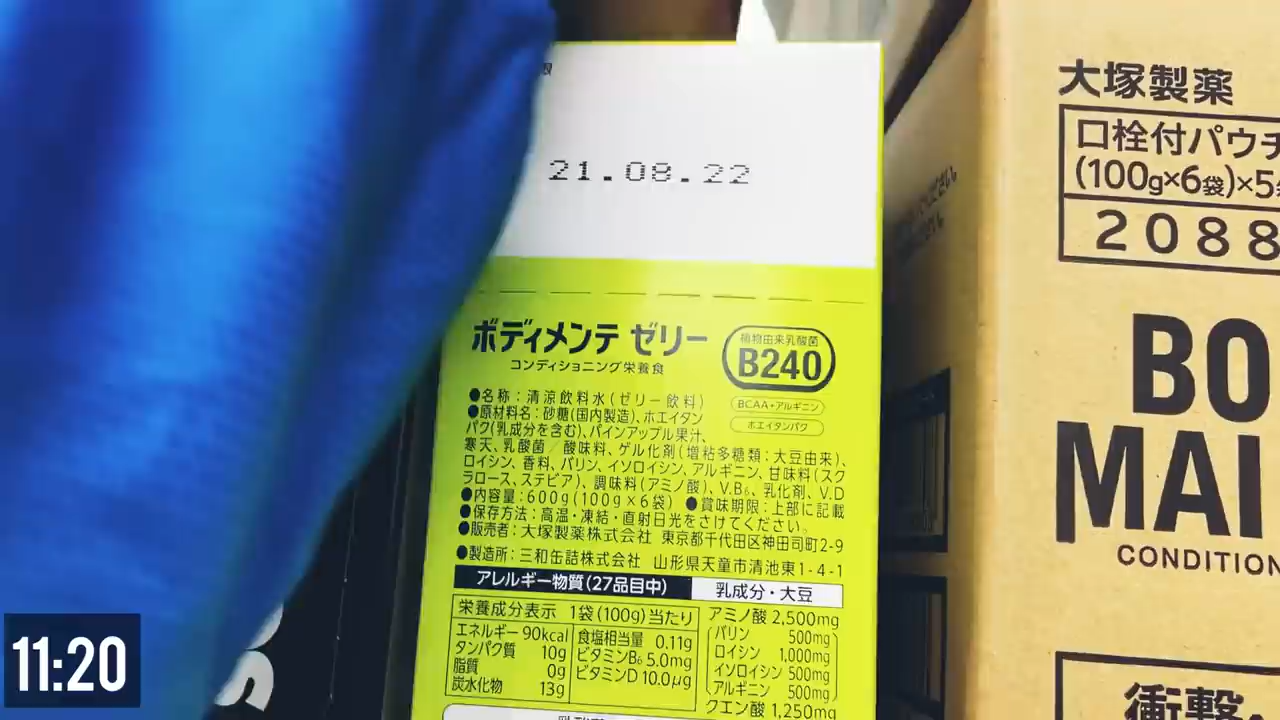 限
21.08.22
ボディメンテ ゼリー
コンディショニング栄養食
植物由来乳酸菌
B240
BCAA+アルギニン
ホエイタンパク
●名称：清涼飲料水（ゼリー飲料）
●原材料名：砂糖(国内製造)、ホエイタン
パク(乳成分を含む)、パインアップル果汁、
寒天、乳酸菌／酸味料、ゲル化剤（増粘多糖類：大豆由来）、
ロイシン、香料、バリン、イソロイシン、アルギニン、甘味料（スク
ラロース、ステビア）、調味料（アミノ酸）、V.B₆、乳化剤、V.D
●内容量：600g（100g×6袋） ●賞味期限：上部に記載
●保存方法：高温・凍結・直射日光をさけてください。
●販売者：大塚製薬株式会社 東京都千代田区神田司町2-9
●製造所：三和缶詰株式会社 山形県天童市清池東1-4-1
アレルギー物質（27品目中） 乳成分・大豆
栄養成分表示 1袋（100g）当たり
エネルギー 90kcal
タンパク質 10g
脂質 0g
炭水化物 13g
食塩相当量 0.11g
ビタミンB₆ 5.0mg
ビタミンD 10.0μg
アミノ酸 2,500mg
バリン 500mg
ロイシン 1,000mg
イソロイシン 500mg
アルギニン 500mg
クエン酸 1,250mg
大塚製薬
口栓付パウチ
(100g×6袋)×5
2088
BO
MAI
CONDITION
衝撃
11:20